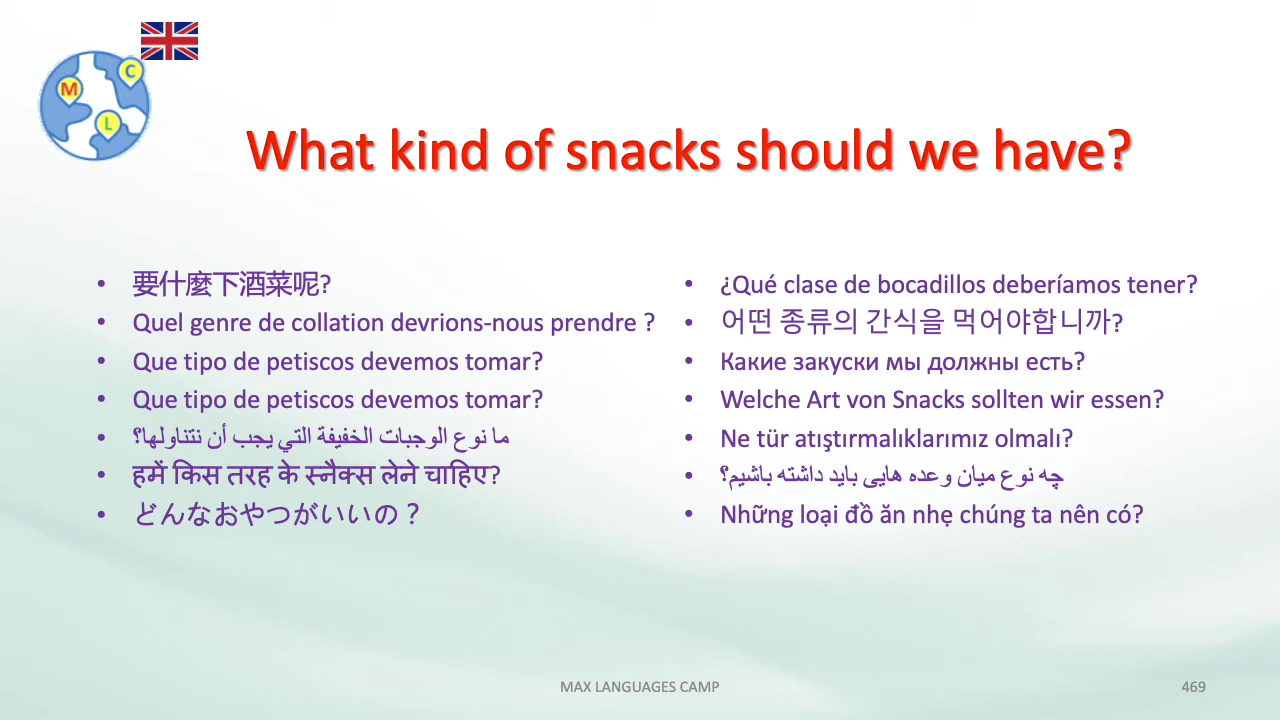 M C L
What kind of snacks should we have?
• 要什麼下酒菜呢?
• Quel genre de collation devrions-nous prendre ?
• Que tipo de petiscos devemos tomar?
• Que tipo de petiscos devemos tomar?
• ما نوع الوجبات الخفيفة التي يجب أن نتناولها؟
• हमें किस तरह के स्नैक्स लेने चाहिए?
• どんなおやつがいいの？
• ¿Qué clase de bocadillos deberíamos tener?
• 어떤 종류의 간식을 먹어야합니까?
• Какие закуски мы должны есть?
• Welche Art von Snacks sollten wir essen?
• Ne tür atıştırmalıklarımız olmalı?
• چه نوع میان وعده هایی باید داشته باشیم؟
• Những loại đồ ăn nhẹ chúng ta nên có?
MAX LANGUAGES CAMP
469